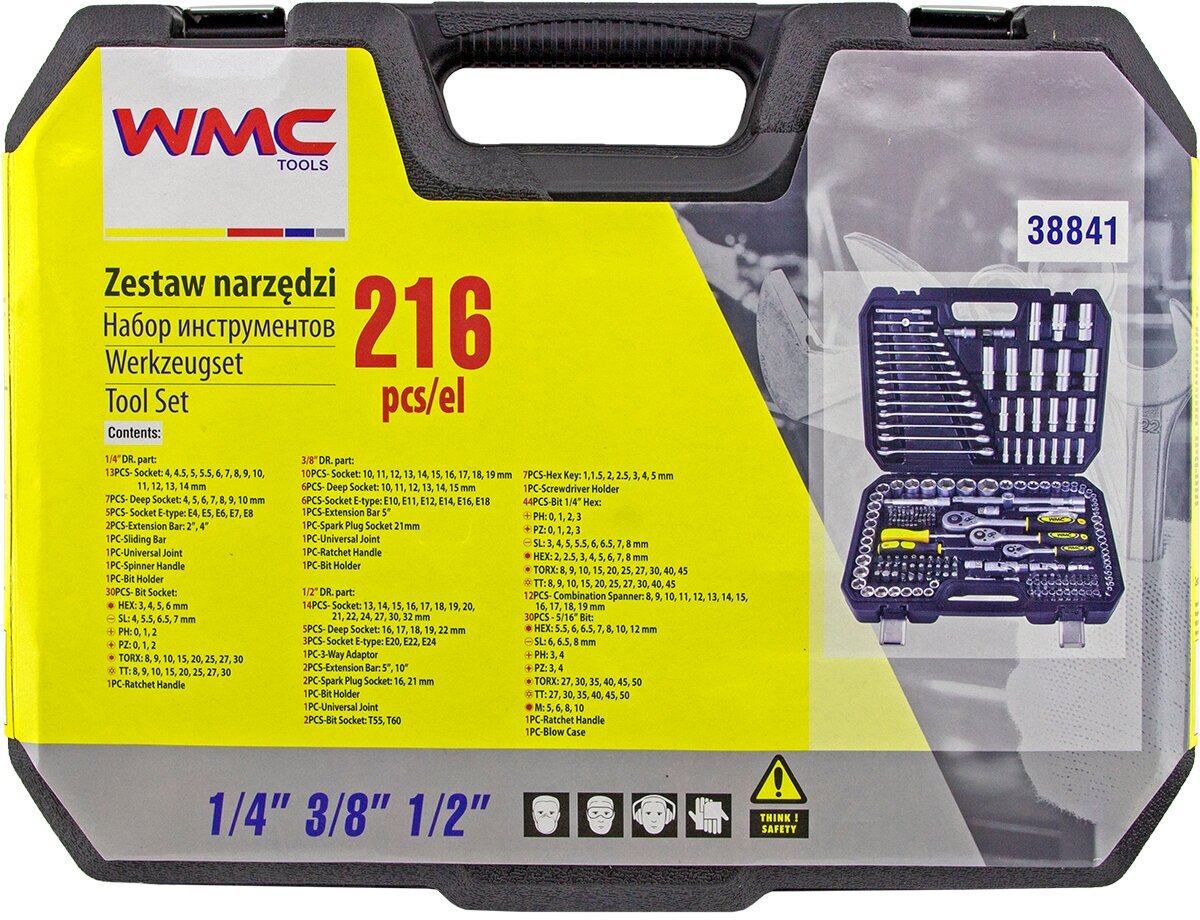 WMC
TOOLS
38841
Zestaw narzędzi
Набор инструментов
Werkzeugset
Tool Set
216
pcs/el
Contents:
1/4" DR. part:
13PCS- Socket: 4, 4.5, 5, 5.5, 6, 7, 8, 9, 10,
11, 12, 13, 14 mm
7PCS- Deep Socket: 4, 5, 6, 7, 8, 9, 10 mm
5PCS- Socket E-type: E4, E5, E6, E7, E8
2PCS-Extension Bar: 2", 4"
1PC-Sliding Bar
1PC-Universal Joint
1PC-Spinner Handle
1PC-Bit Holder
30PCS- Bit Socket:
HEX: 3, 4, 5, 6 mm
SL: 4, 5.5, 6.5, 7 mm
PH: 0, 1, 2
PZ: 0, 1, 2
TORX: 8, 9, 10, 15, 20, 25, 27, 30
TT: 8, 9, 10, 15, 20, 25, 27, 30
1PC-Ratchet Handle
3/8" DR. part:
10PCS- Socket: 10, 11, 12, 13, 14, 15, 16, 17, 18, 19 mm
6PCS- Deep Socket: 10, 11, 12, 13, 14, 15 mm
6PCS-Socket E-type: E10, E11, E12, E14, E16, E18
1PCS-Extension Bar 5"
1PC-Spark Plug Socket 21mm
1PC-Universal Joint
1PC-Ratchet Handle
1PC-Bit Holder
1/2" DR. part:
14PCS- Socket: 13, 14, 15, 16, 17, 18, 19, 20,
21, 22, 24, 27, 30, 32 mm
5PCS- Deep Socket: 16, 17, 18, 19, 22 mm
3PCS- Socket E-type: E20, E22, E24
1PC-3-Way Adaptor
2PCS-Extension Bar: 5", 10"
2PC-Spark Plug Socket: 16, 21 mm
1PC-Bit Holder
1PC-Universal Joint
2PCS-Bit Socket: T55, T60
7PCS-Hex Key: 1,1.5, 2, 2.5, 3, 4, 5 mm
1PC-Screwdriver Holder
44PCS-Bit 1/4" Hex:
PH: 0, 1, 2, 3
PZ: 0, 1, 2, 3
SL: 3, 4, 5, 5.5, 6, 6.5, 7, 8 mm
HEX: 2, 2.5, 3, 4, 5, 6, 7, 8 mm
TORX: 8, 9, 10, 15, 20, 25, 27, 30, 40, 45
TT: 8, 9, 10, 15, 20, 25, 27, 30, 40, 45
12PCS- Combination Spanner: 8, 9, 10, 11, 12, 13, 14, 15,
16, 17, 18, 19 mm
30PCS - 5/16" Bit:
HEX: 5.5, 6, 6.5, 7, 8, 10, 12 mm
SL: 6, 6.5, 8 mm
PH: 3, 4
PZ: 3, 4
TORX: 27, 30, 35, 40, 45, 50
TT: 27, 30, 35, 40, 45, 50
M: 5, 6, 8, 10
1PC-Ratchet Handle
1PC-Blow Case
22
WMC
WMC
1/4" 3/8" 1/2"
THINK !
SAFETY